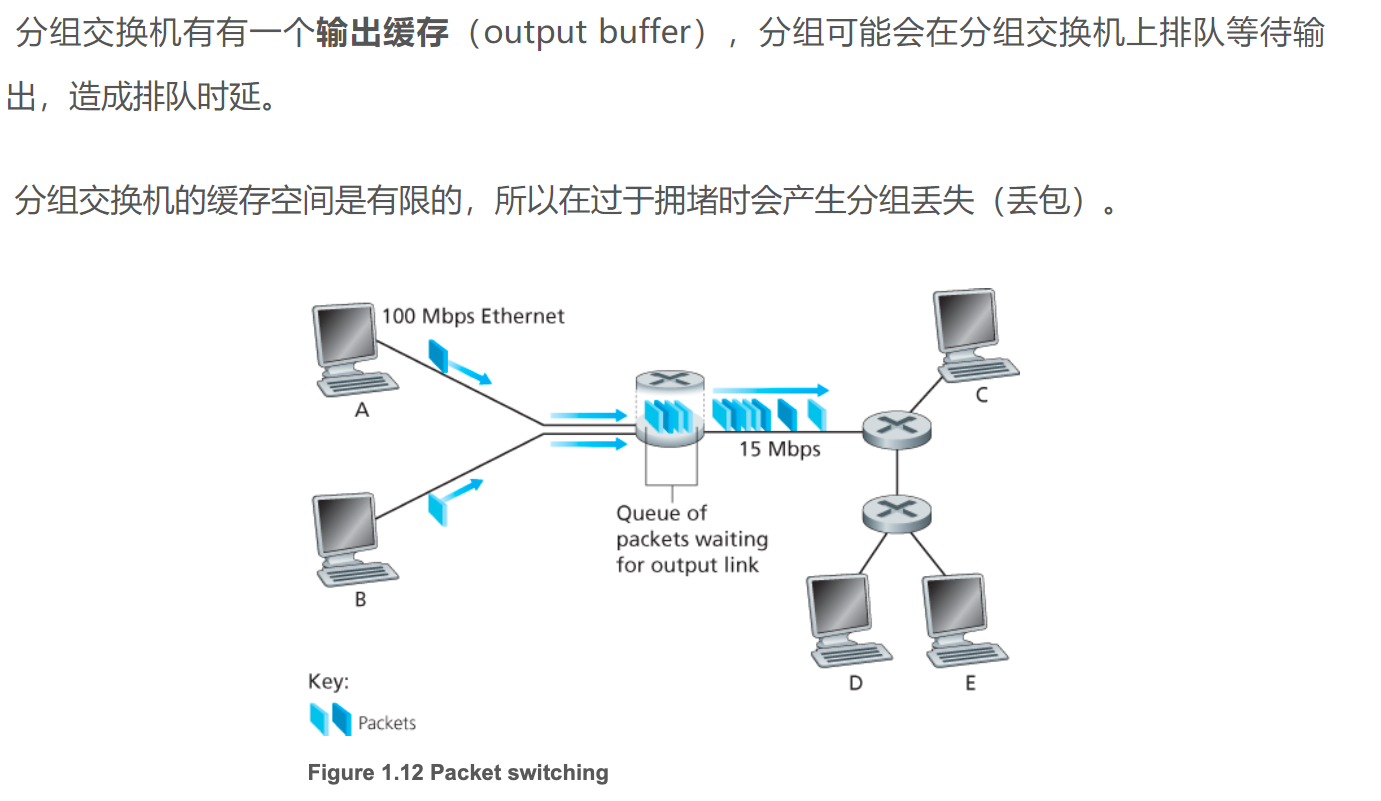 分组交换机有有一个输出缓存（output buffer），分组可能会在分组交换机上排队等待输
出，造成排队时延。
分组交换机的缓存空间是有限的，所以在过于拥堵时会产生分组丢失（丢包）。
100 Mbps Ethernet
A
C
15 Mbps
Queue of
packets waiting
for output link
B
D
E
Key:
Packets
Figure 1.12 Packet switching